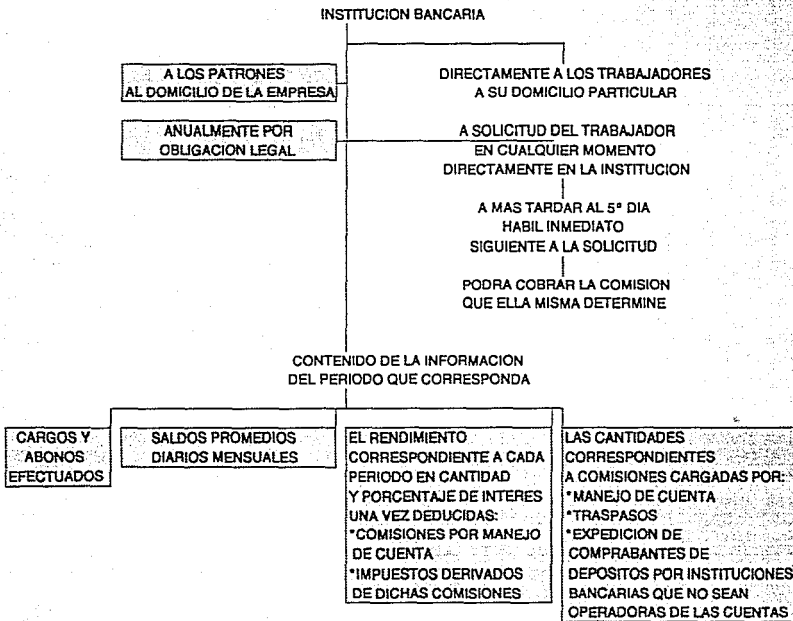 INSTITUCION BANCARIA
A LOS PATRONES
AL DOMICILIO DE LA EMPRESA
DIRECTAMENTE A LOS TRABAJADORES
A SU DOMICILIO PARTICULAR
ANUALMENTE POR
OBLIGACION LEGAL
A SOLICITUD DEL TRABAJADOR
EN CUALQUIER MOMENTO
DIRECTAMENTE EN LA INSTITUCION
A MAS TARDAR AL 5º DIA
HABIL INMEDIATO
SIGUIENTE A LA SOLICITUD
PODRA COBRAR LA COMISION
QUE ELLA MISMA DETERMINE
CONTENIDO DE LA INFORMACION
DEL PERIODO QUE CORRESPONDA
CARGOS Y
ABONOS
EFECTUADOS
SALDOS PROMEDIOS
DIARIOS MENSUALES
EL RENDIMIENTO
CORRESPONDIENTE A CADA
PERIODO EN CANTIDAD
Y PORCENTAJE DE INTERES
UNA VEZ DEDUCIDAS:
*COMISIONES POR MANEJO
DE CUENTA
*IMPUESTOS DERIVADOS
DE DICHAS COMISIONES
LAS CANTIDADES
CORRESPONDIENTES
A COMISIONES CARGADAS POR:
*MANEJO DE CUENTA
*TRASPASOS
*EXPEDICION DE
COMPRABANTES DE
DEPOSITOS POR INSTITUCIONES
BANCARIAS QUE NO SEAN
OPERADORAS DE LAS CUENTAS